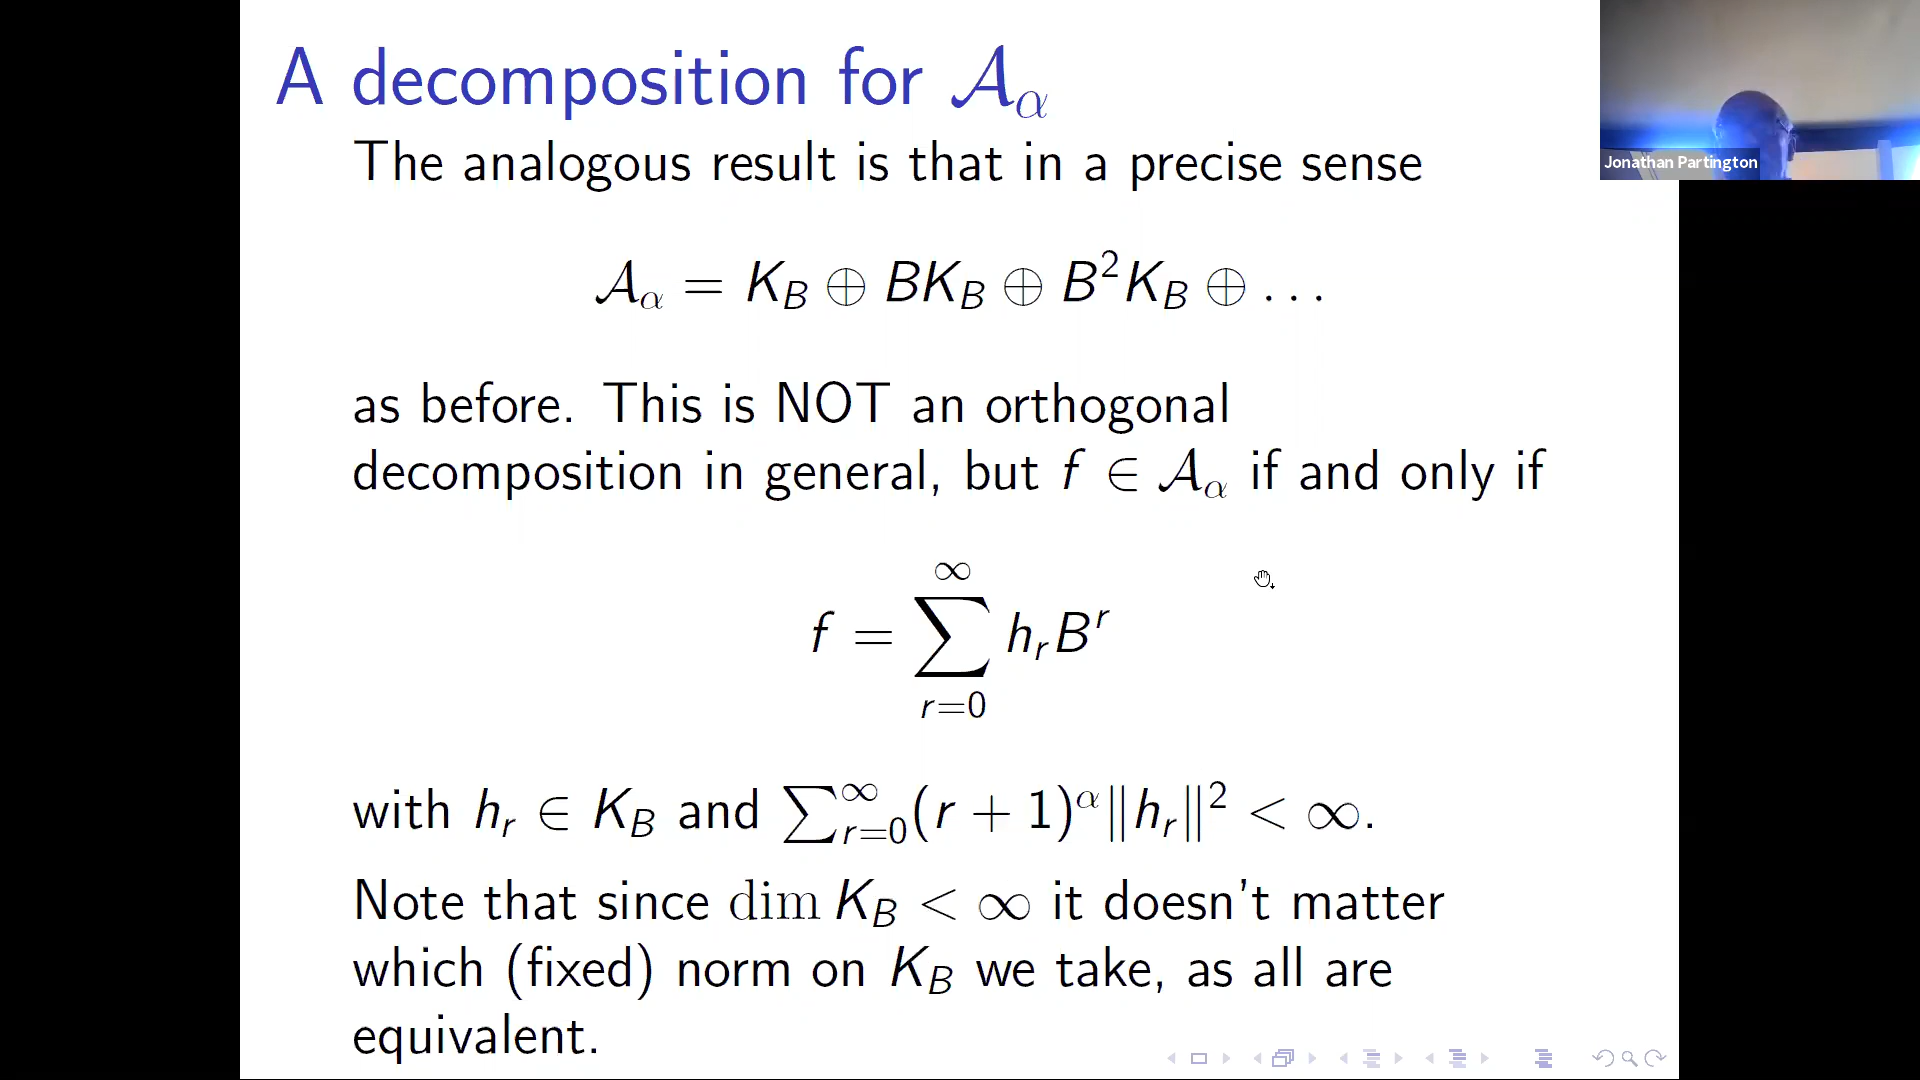 A decomposition for 𝒜_α
The analogous result is that in a precise sense
𝒜_α = K_B ⊕ BK_B ⊕ B²K_B ⊕ …
as before. This is NOT an orthogonal
decomposition in general, but f ∈ 𝒜_α if and only if
f = ∑_{r=0}^{∞} h_r B^r
with h_r ∈ K_B and ∑_{r=0}^{∞}(r + 1)^α‖h_r‖² < ∞.
Note that since dim K_B < ∞ it doesn't matter
which (fixed) norm on K_B we take, as all are
equivalent.
Jonathan Partington